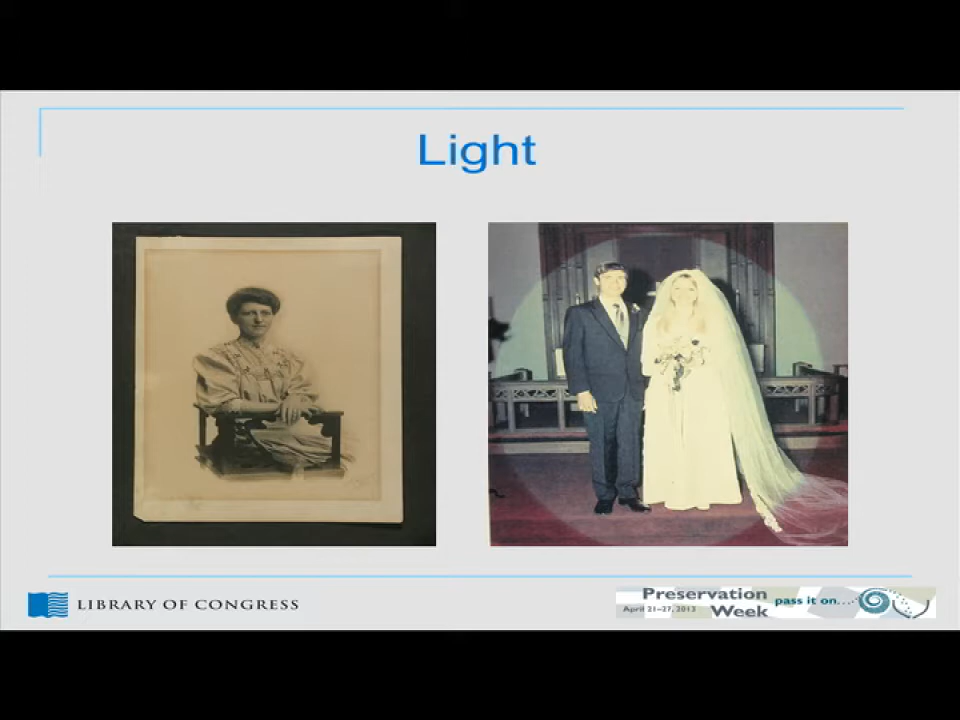 Light
LIBRARY OF CONGRESS
Preservation
April 21-27, 2013
Week
pass it on...